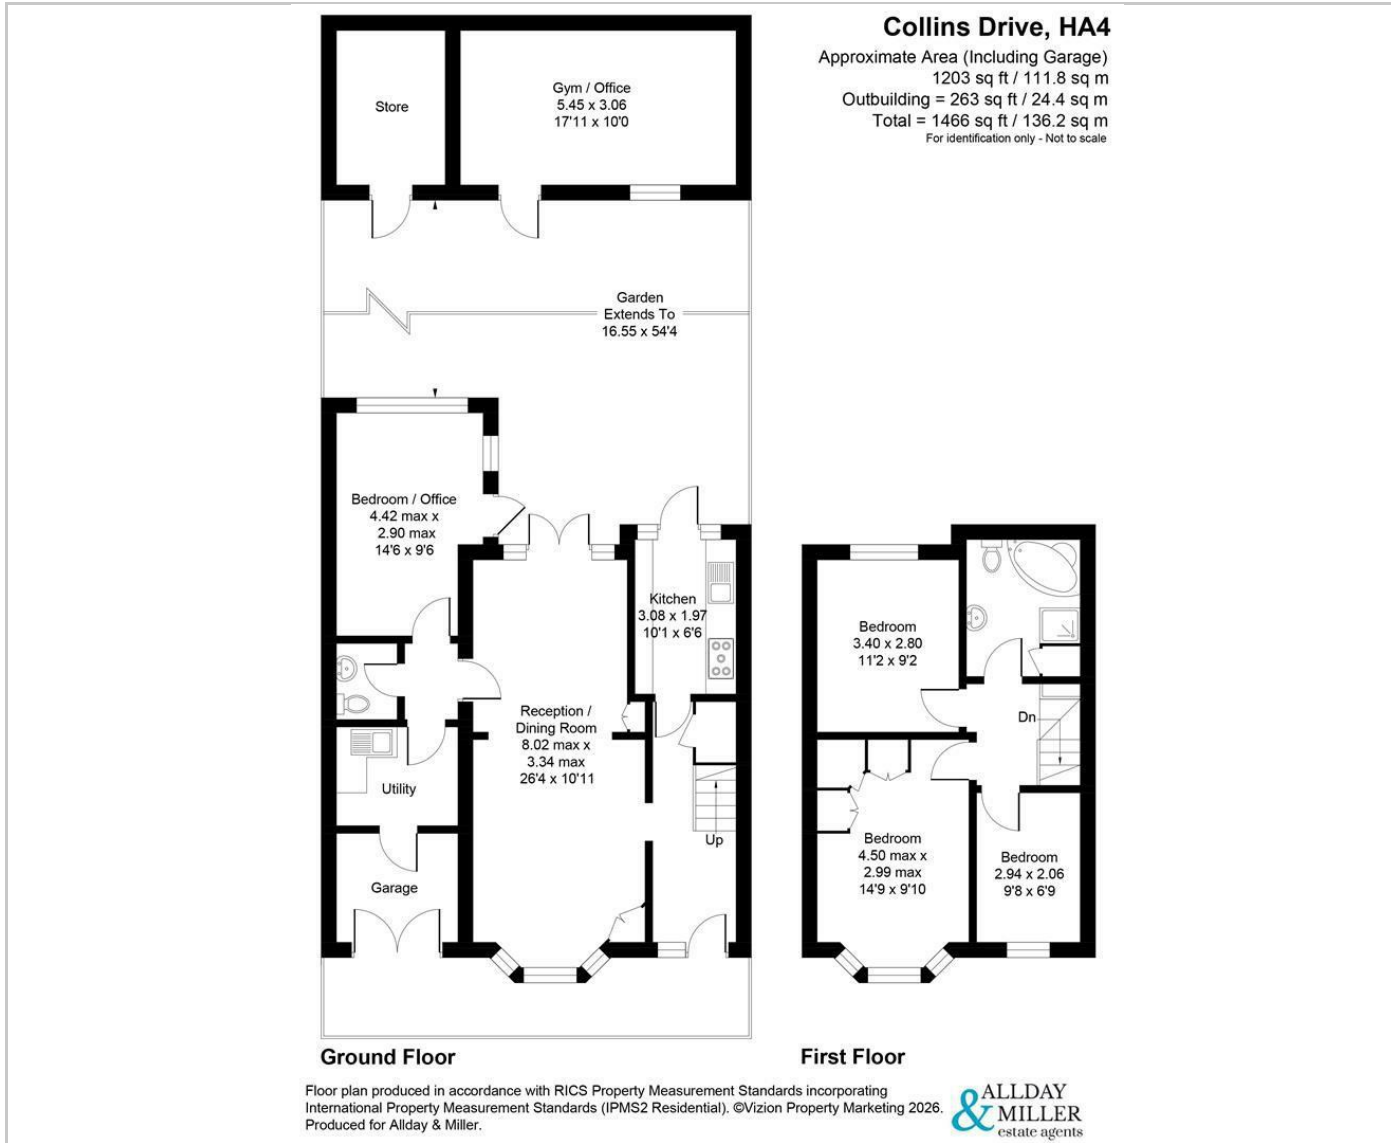 Collins Drive, HA4
Approximate Area (Including Garage)
1203 sq ft / 111.8 sq m
Outbuilding = 263 sq ft / 24.4 sq m
Total = 1466 sq ft / 136.2 sq m
For identification only - Not to scale
Store
Gym / Office
5.45 x 3.06
17'11 x 10'0
Garden
Extends To
16.55 x 54'4
Bedroom / Office
4.42 max x
2.90 max
14'6 x 9'6
Kitchen
3.08 x 1.97
10'1 x 6'6
Reception /
Dining Room
8.02 max x
3.34 max
26'4 x 10'11
Utility
Up
Garage
Bedroom
3.40 x 2.80
11'2 x 9'2
Dn
Bedroom
4.50 max x
2.99 max
14'9 x 9'10
Bedroom
2.94 x 2.06
9'8 x 6'9
Ground Floor
First Floor
Floor plan produced in accordance with RICS Property Measurement Standards incorporating
International Property Measurement Standards (IPMS2 Residential). ©Vizion Property Marketing 2026.
Produced for Allday & Miller.
ALLDAY
& MILLER
estate agents